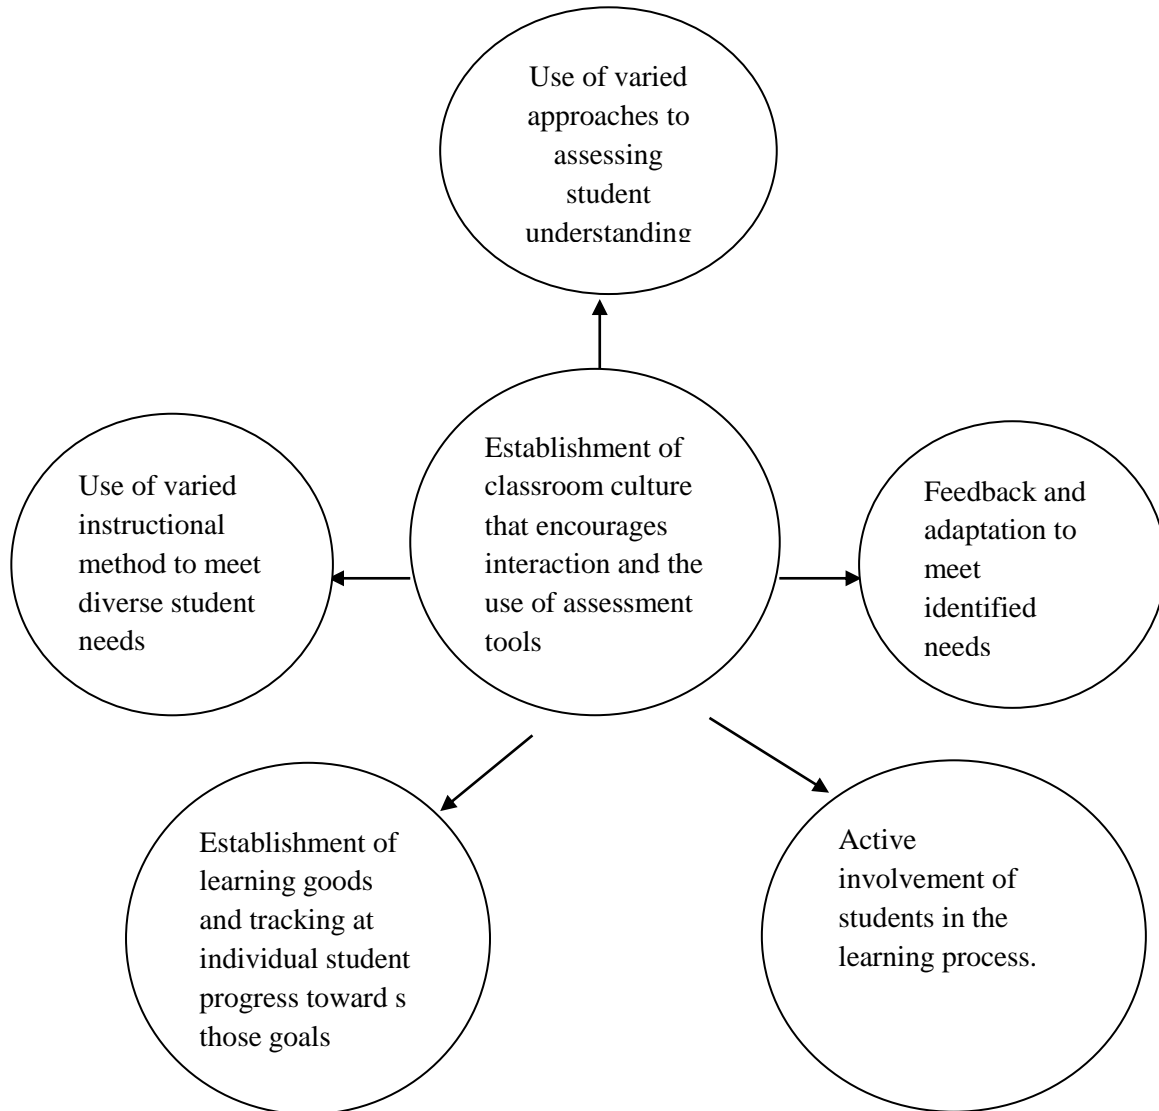 Use of varied
approaches to
assessing
student
understanding
Establishment of
classroom culture
that encourages
interaction and the
use of assessment
tools
Use of varied
instructional
method to meet
diverse student
needs
Feedback and
adaptation to
meet
identified
needs
Establishment of
learning goods
and tracking at
individual student
progress toward s
those goals
Active
involvement of
students in the
learning process.